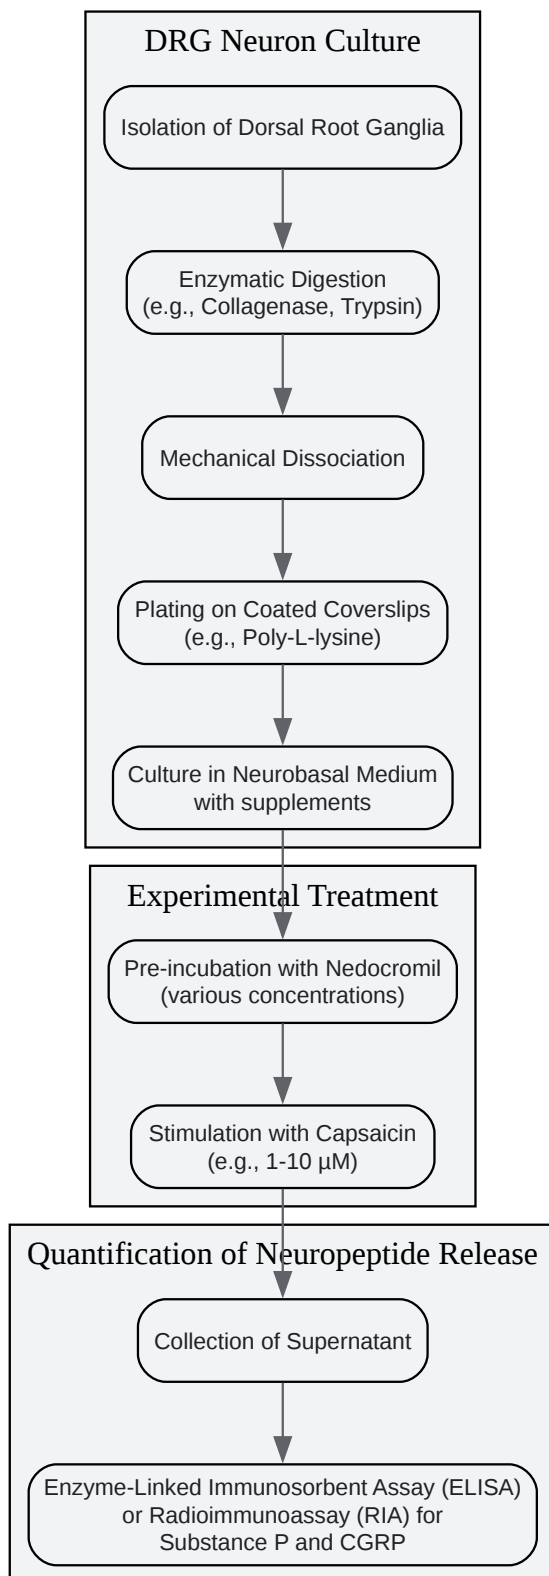 DRG Neuron Culture
Isolation of Dorsal Root Ganglia
Enzymatic Digestion
(e.g., Collagenase, Trypsin)
Mechanical Dissociation
Plating on Coated Coverslips
(e.g., Poly-L-lysine)
Culture in Neurobasal Medium
with supplements
Experimental Treatment
Pre-incubation with Nedocromil
(various concentrations)
Stimulation with Capsaicin
(e.g., 1-10 µM)
Quantification of Neuropeptide Release
Collection of Supernatant
Enzyme-Linked Immunosorbent Assay (ELISA)
or Radioimmunoassay (RIA) for
Substance P and CGRP